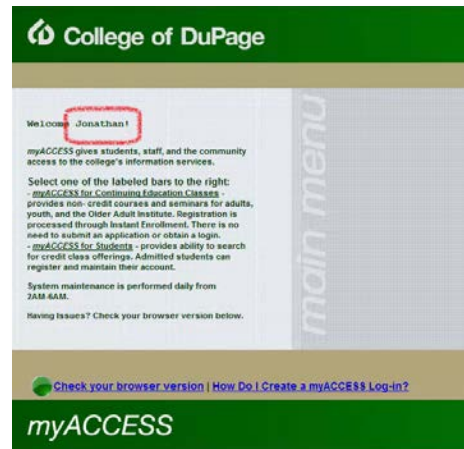 College of DuPage
Welcome Jonathan!
myACCESS gives students, staff, and the community
access to the college's information services.
Select one of the labeled bars to the right:
- myACCESS for Continuing Education Classes -
provides non- credit courses and seminars for adults,
youth, and the Older Adult Institute. Registration is
processed through Instant Enrollment. There is no
need to submit an application or obtain a login.
- myACCESS for Students - provides ability to search
for credit class offerings. Admitted students can
register and maintain their account.
System maintenance is performed daily from
2AM-6AM.
Having Issues? Check your browser version below.
main menu
Check your browser version | How Do I Create a myACCESS Log-in?
myACCESS